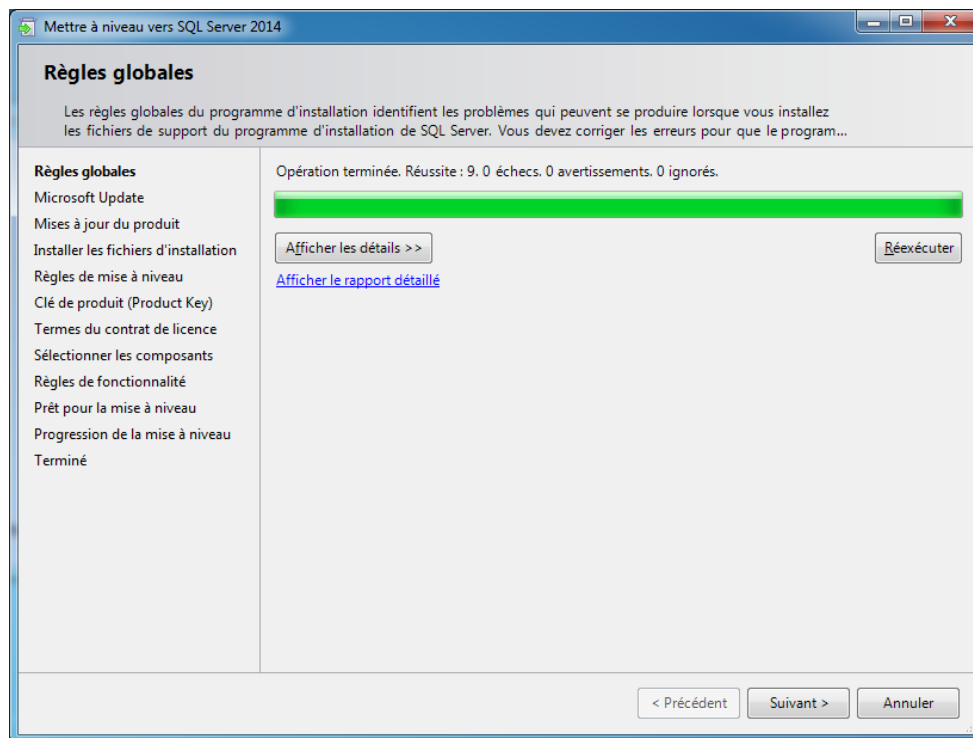 Mettre à niveau vers SQL Server 2014
Règles globales
Les règles globales du programme d'installation identifient les problèmes qui peuvent se produire lorsque vous installez
les fichiers de support du programme d'installation de SQL Server. Vous devez corriger les erreurs pour que le program...
Règles globales
Microsoft Update
Mises à jour du produit
Installer les fichiers d'installation
Règles de mise à niveau
Clé de produit (Product Key)
Termes du contrat de licence
Sélectionner les composants
Règles de fonctionnalité
Prêt pour la mise à niveau
Progression de la mise à niveau
Terminé
Opération terminée. Réussite : 9. 0 échecs. 0 avertissements. 0 ignorés.
Afficher les détails >>
Réexécuter
Afficher le rapport détaillé
< Précédent
Suivant >
Annuler